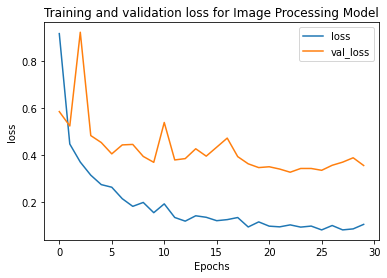 Training and validation loss for Image Processing Model
loss
val_loss
0.8
0.6
0.4
0.2
loss
0 5 10 15 20 25 30
Epochs